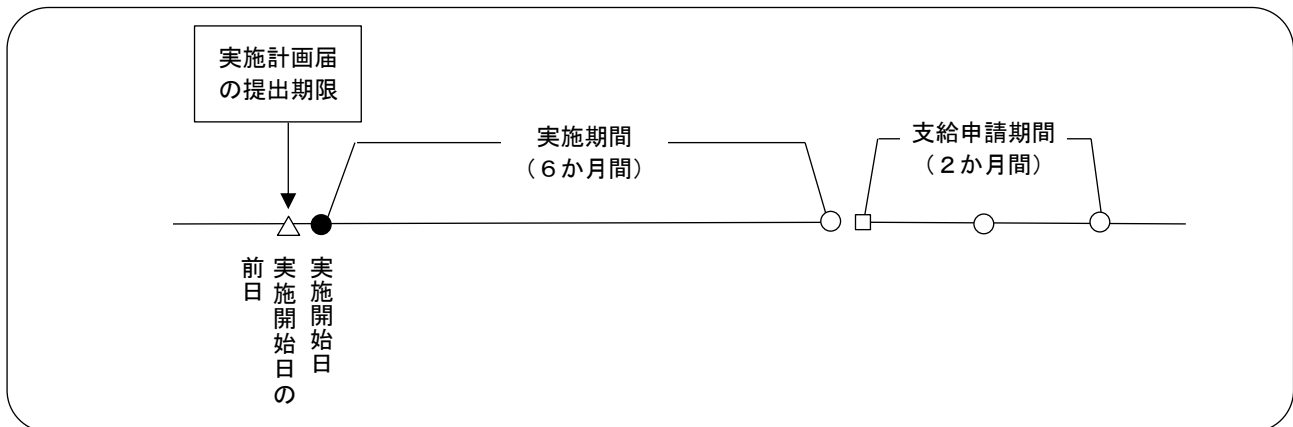 実施計画届
の提出期限
実施期間
（６か月間）
支給申請期間
（２か月間）
実施開始日
実施開始日の
前日